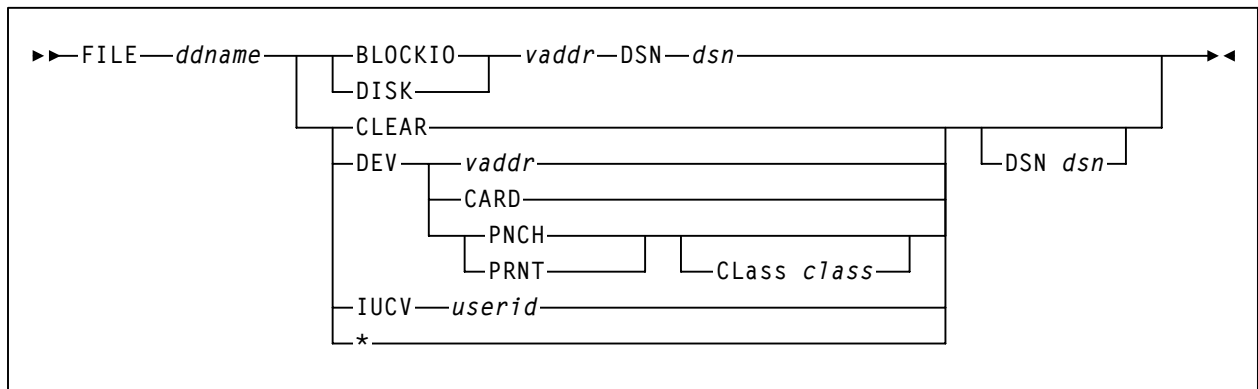 FILE ddname BLOCKIO vaddr DSN dsn
DISK
CLEAR
DEV vaddr DSN dsn
CARD
PNCH
PRNT CLass class
IUCV userid
*